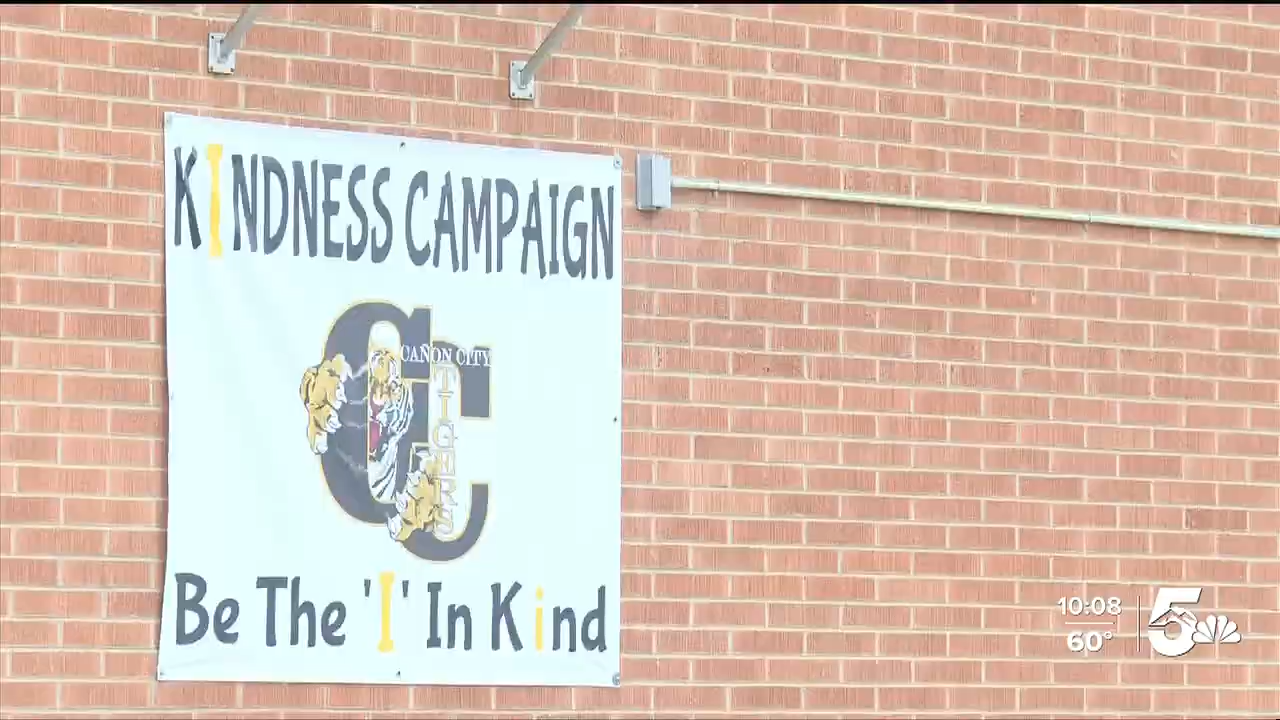 KINDNESS CAMPAIGN
CAÑON CITY
TIGERS
Be The 'I' In Kind
10:08
60°
5